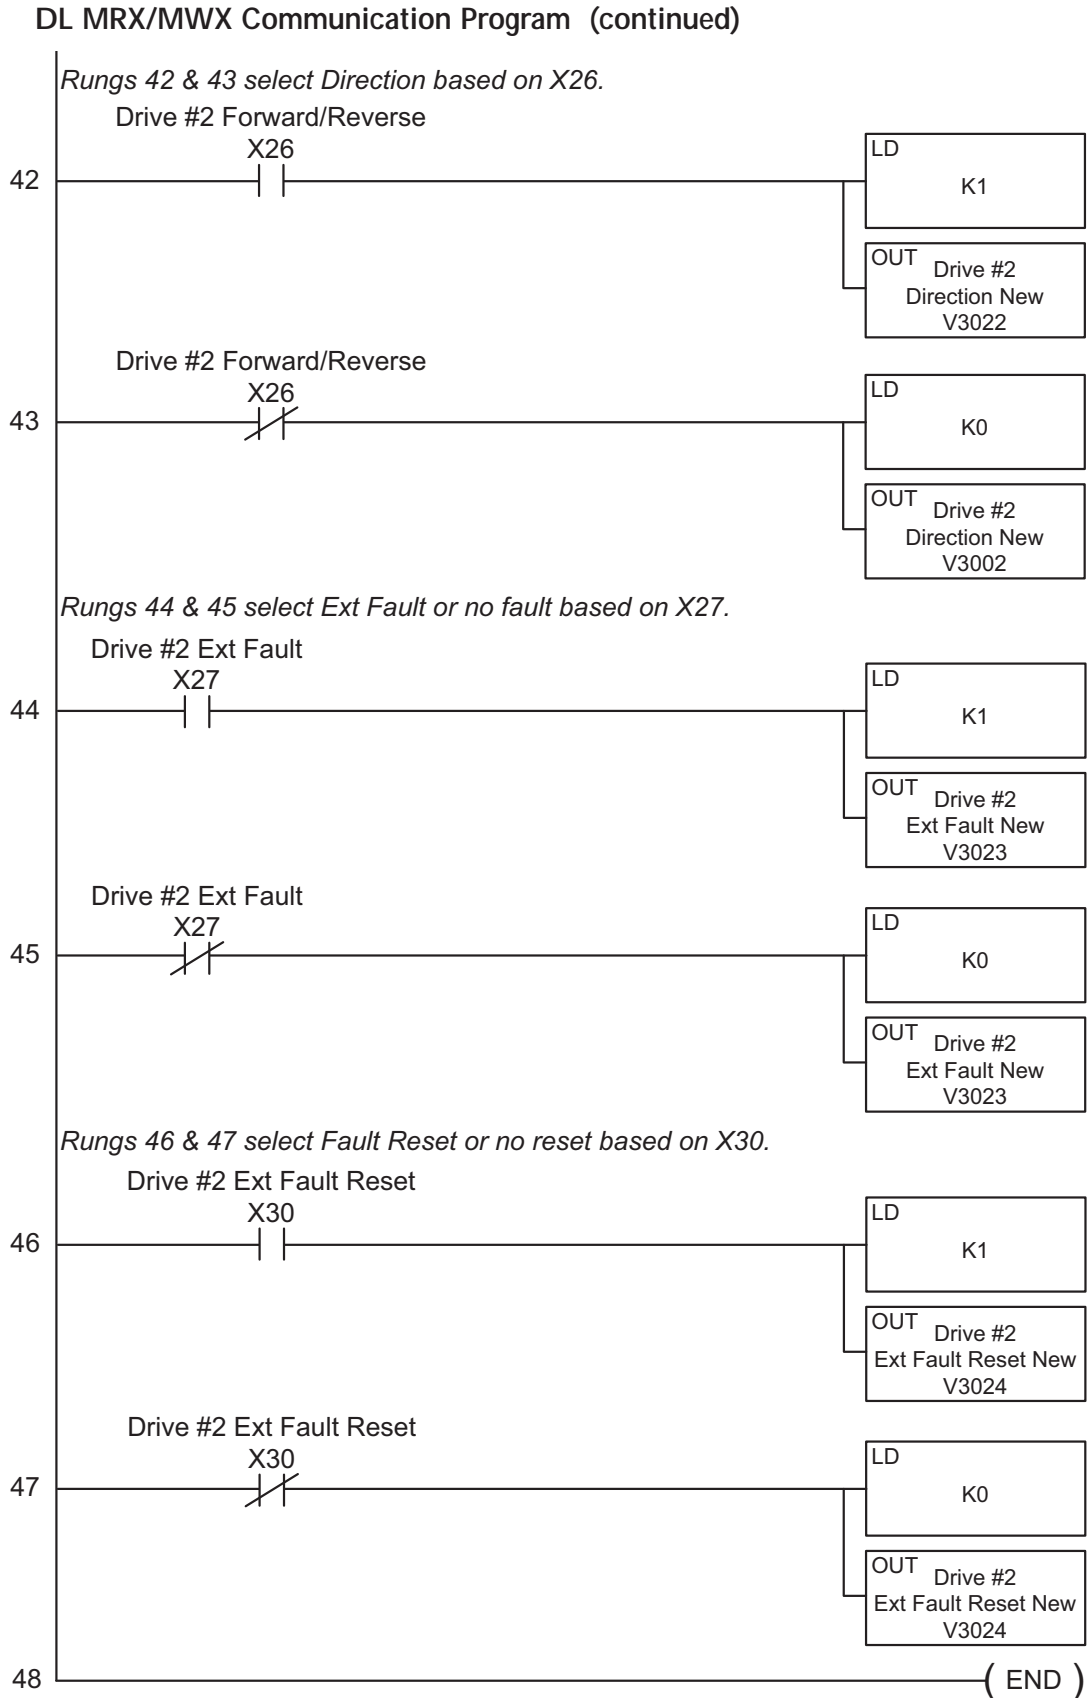 DL MRX/MWX Communication Program (continued)
Rungs 42 & 43 select Direction based on X26.
Drive #2 Forward/Reverse
X26
42
LD
K1
OUT
Drive #2
Direction New
V3022
Drive #2 Forward/Reverse
X26
43
LD
K0
OUT
Drive #2
Direction New
V3002
Rungs 44 & 45 select Ext Fault or no fault based on X27.
Drive #2 Ext Fault
X27
44
LD
K1
OUT
Drive #2
Ext Fault New
V3023
Drive #2 Ext Fault
X27
45
LD
K0
OUT
Drive #2
Ext Fault New
V3023
Rungs 46 & 47 select Fault Reset or no reset based on X30.
Drive #2 Ext Fault Reset
X30
46
LD
K1
OUT
Drive #2
Ext Fault Reset New
V3024
Drive #2 Ext Fault Reset
X30
47
LD
K0
OUT
Drive #2
Ext Fault Reset New
V3024
48
( END )